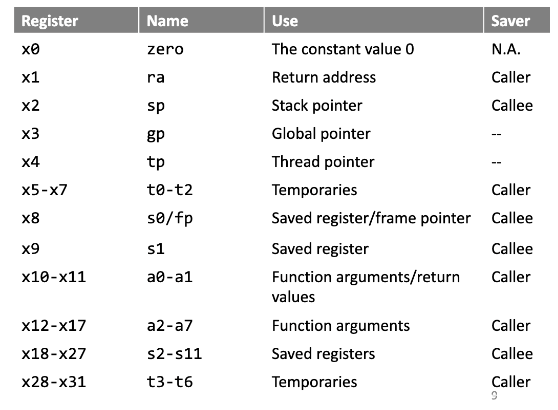 Register Name Use Saver
x0 zero The constant value 0 N.A.
x1 ra Return address Caller
x2 sp Stack pointer Callee
x3 gp Global pointer --
x4 tp Thread pointer --
x5-x7 t0-t2 Temporaries Caller
x8 s0/fp Saved register/frame pointer Callee
x9 s1 Saved register Callee
x10-x11 a0-a1 Function arguments/return Caller
values
x12-x17 a2-a7 Function arguments Caller
x18-x27 s2-s11 Saved registers Callee
x28-x31 t3-t6 Temporaries Caller
9